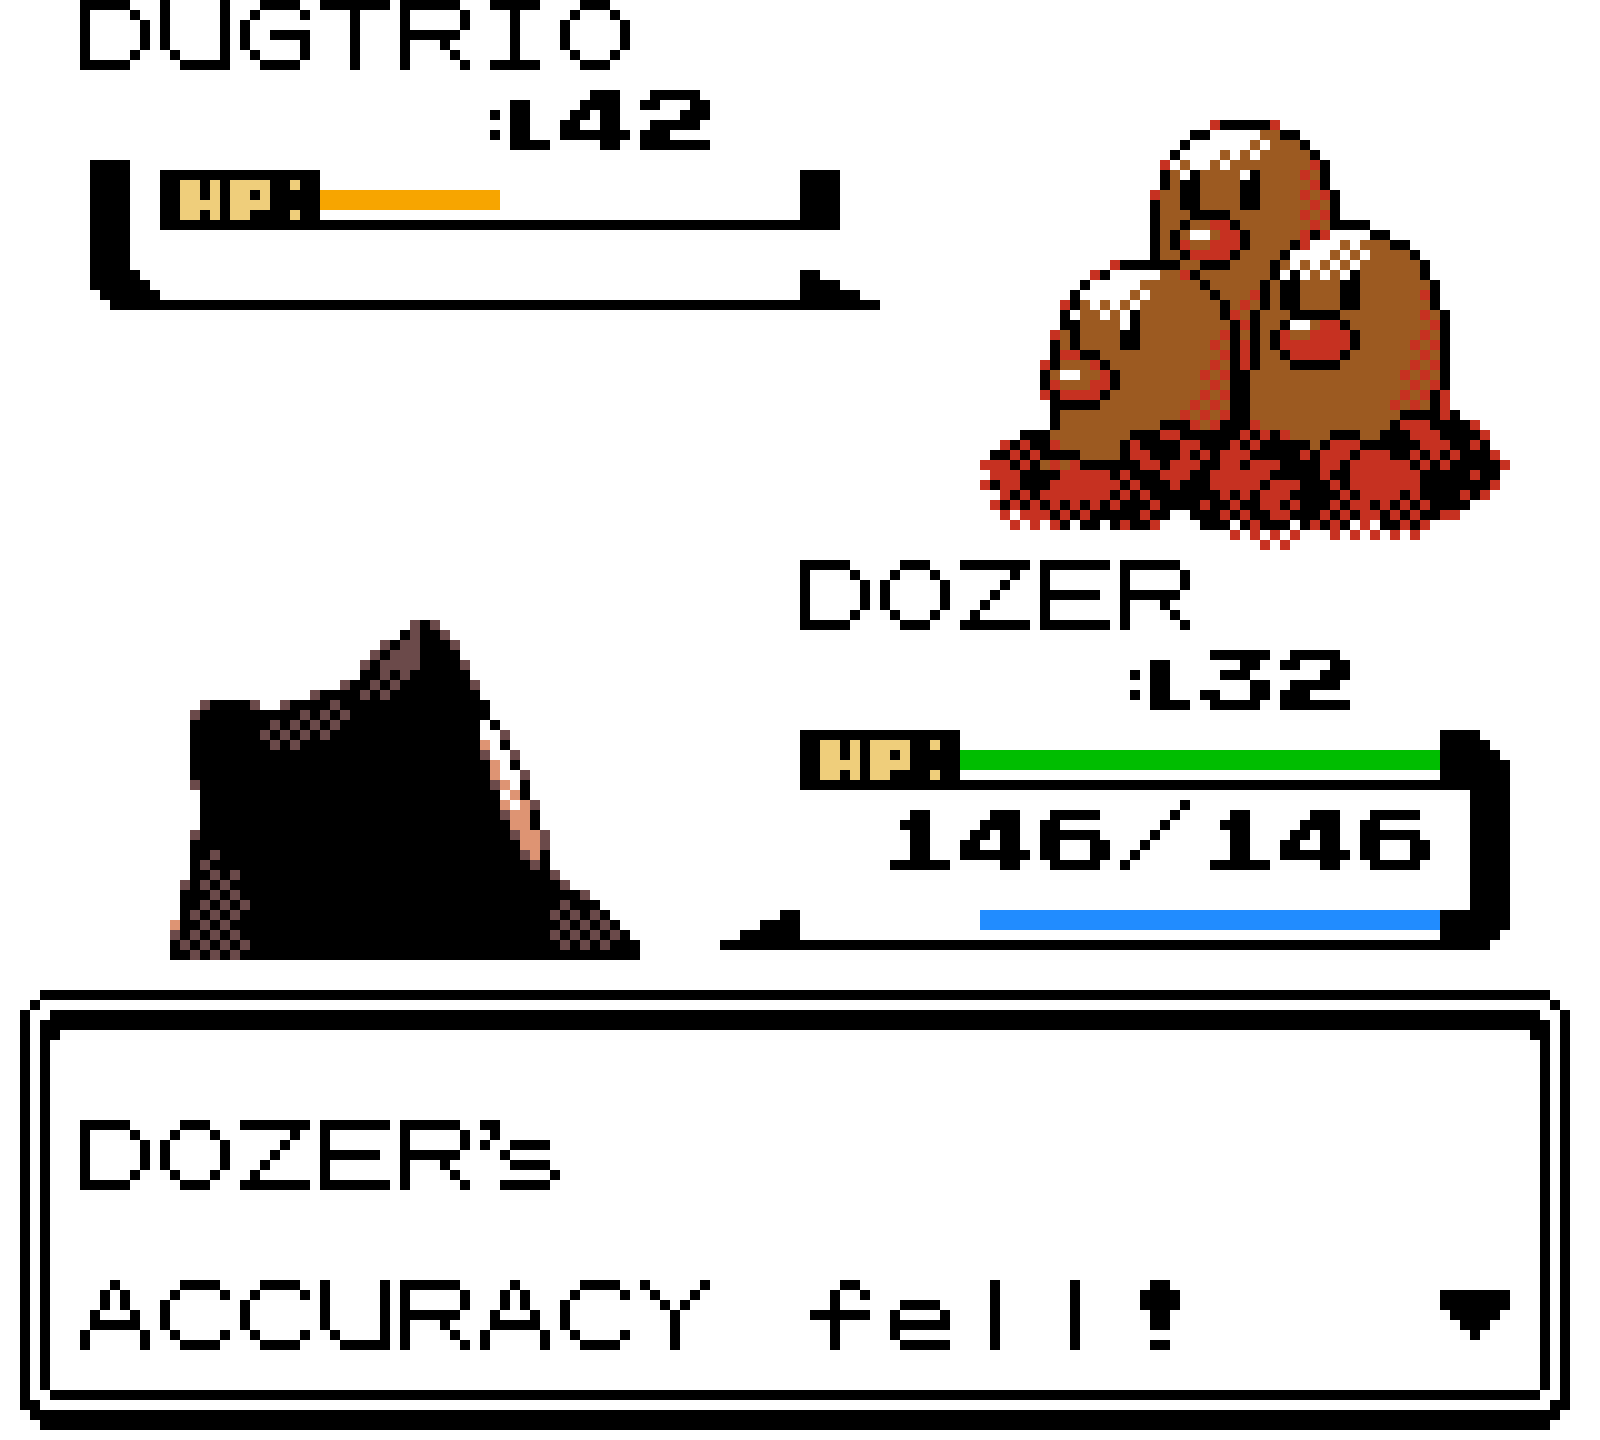 DUGTRIO
:L42
HP:
DOZER
:L32
HP:
146/146
DOZER's
ACCURACY fell!